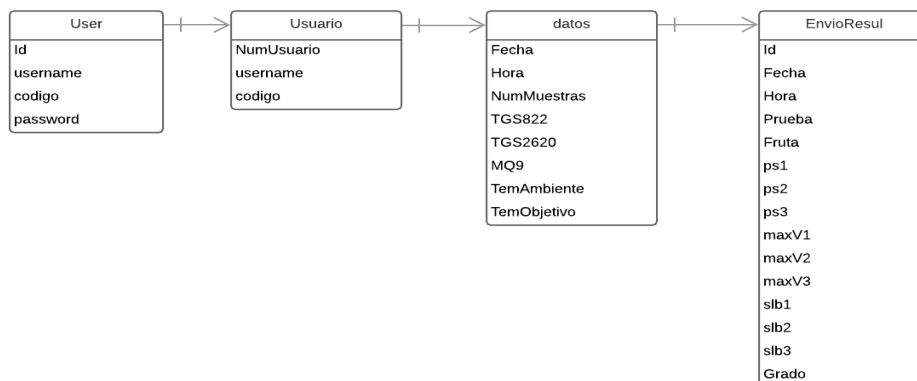 User
Id
username
codigo
password
Usuario
NumUsuario
username
codigo
datos
Fecha
Hora
NumMuestras
TGS822
TGS2620
MQ9
TemAmbiente
TemObjetivo
EnvioResul
Id
Fecha
Hora
Prueba
Fruta
ps1
ps2
ps3
maxV1
maxV2
maxV3
slb1
slb2
slb3
Grado